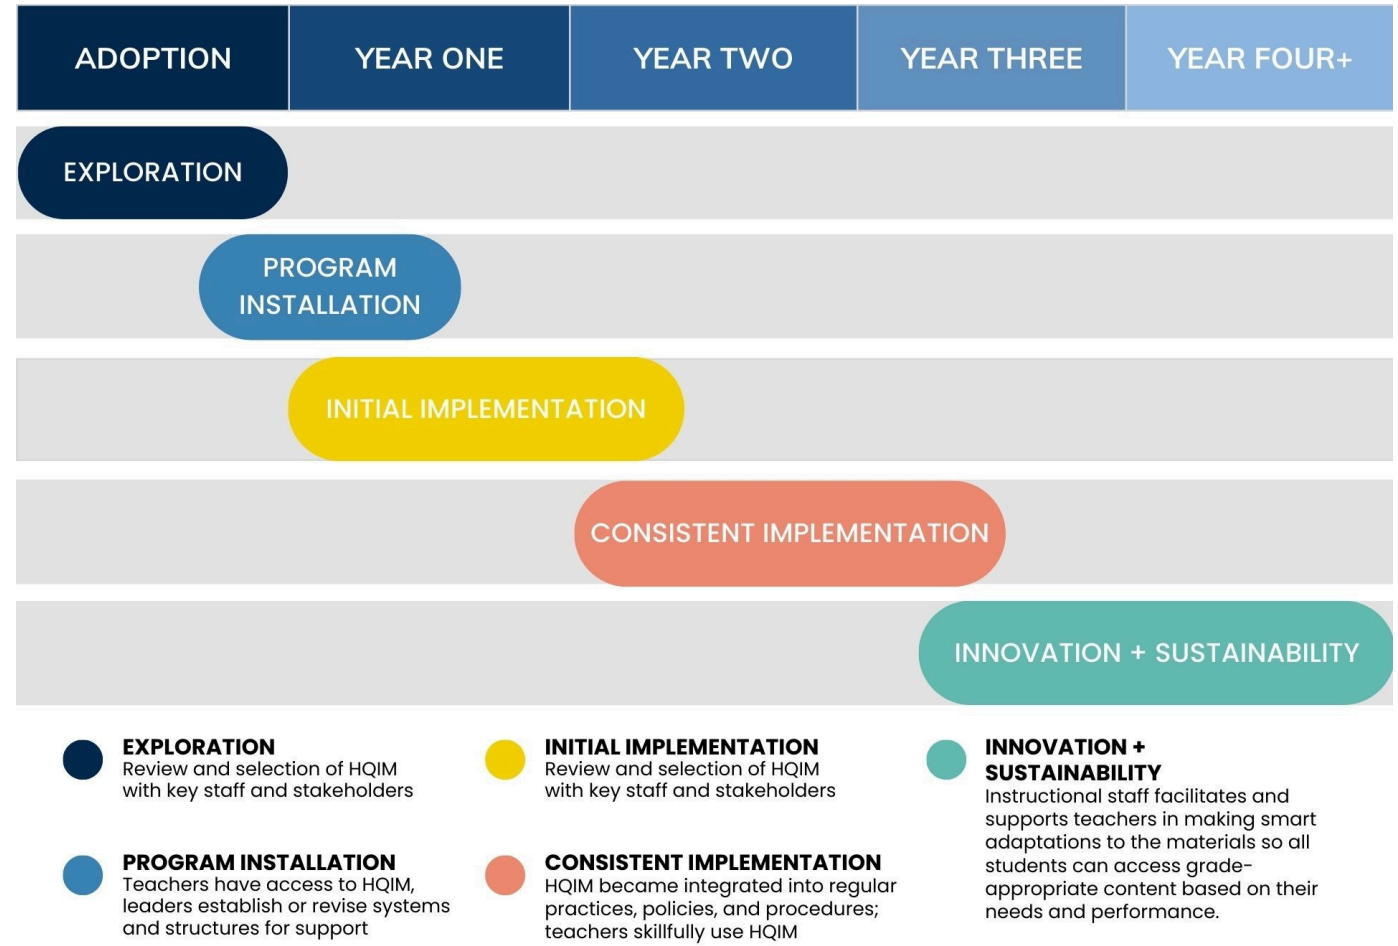 ADOPTION
YEAR ONE
YEAR TWO
YEAR THREE
YEAR FOUR+
EXPLORATION
PROGRAM
INSTALLATION
INITIAL IMPLEMENTATION
CONSISTENT IMPLEMENTATION
INNOVATION + SUSTAINABILITY
EXPLORATION
Review and selection of HQIM
with key staff and stakeholders
PROGRAM INSTALLATION
Teachers have access to HQIM,
leaders establish or revise systems
and structures for support
INITIAL IMPLEMENTATION
Review and selection of HQIM
with key staff and stakeholders
CONSISTENT IMPLEMENTATION
HQIM became integrated into regular
practices, policies, and procedures;
teachers skillfully use HQIM
INNOVATION +
SUSTAINABILITY
Instructional staff facilitates and
supports teachers in making smart
adaptations to the materials so all
students can access grade-
appropriate content based on their
needs and performance.